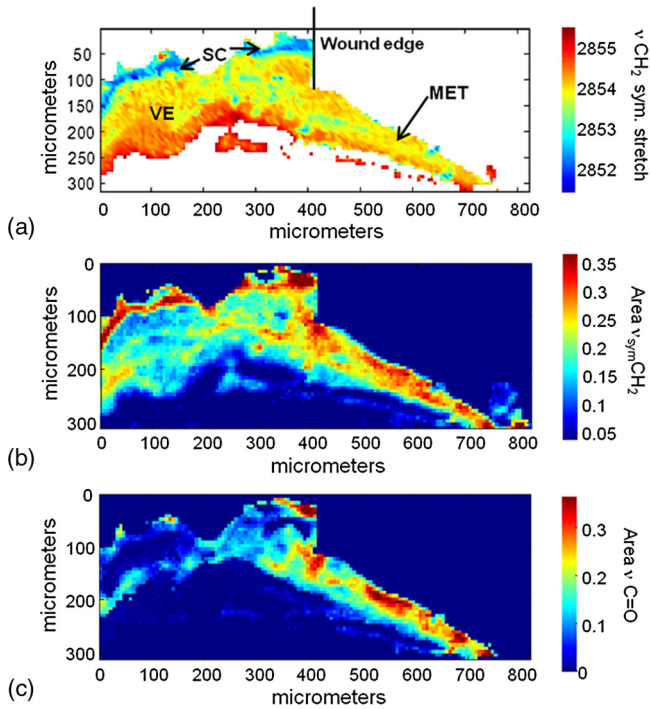 (a)
SC
Wound edge
VE
MET
50
100
150
200
250
300
micrometers
0 100 200 300 400 500 600 700 800
micrometers
2855
2854
2853
2852
ν CH2 sym. stretch
(b)
0
100
200
300
micrometers
0 100 200 300 400 500 600 700 800
micrometers
0.35
0.3
0.25
0.2
0.15
0.1
0.05
Area νsymCH2
(c)
0
100
200
300
micrometers
0 100 200 300 400 500 600 700 800
micrometers
0.3
0.2
0.1
0
Area ν C=O